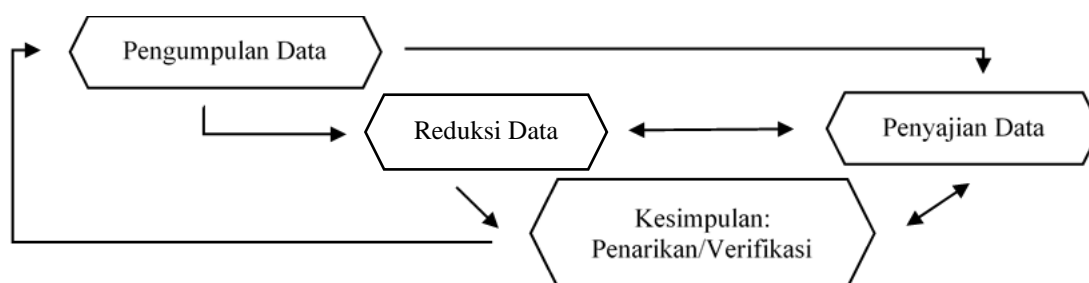 Pengumpulan Data
Reduksi Data
Penyajian Data
Kesimpulan:
Penarikan/Verifikasi